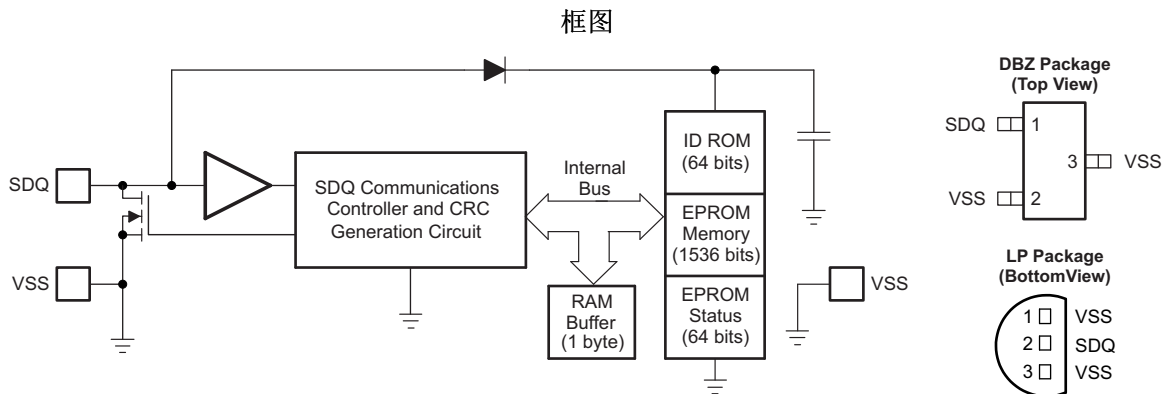 框图
SDQ
VSS
SDQ Communications
Controller and CRC
Generation Circuit
Internal
Bus
RAM
Buffer
(1 byte)
ID ROM
(64 bits)
EPROM
Memory
(1536 bits)
EPROM
Status
(64 bits)
VSS
DBZ Package
(Top View)
SDQ 1
3 VSS
VSS 2
LP Package
(BottomView)
1 VSS
2 SDQ
3 VSS